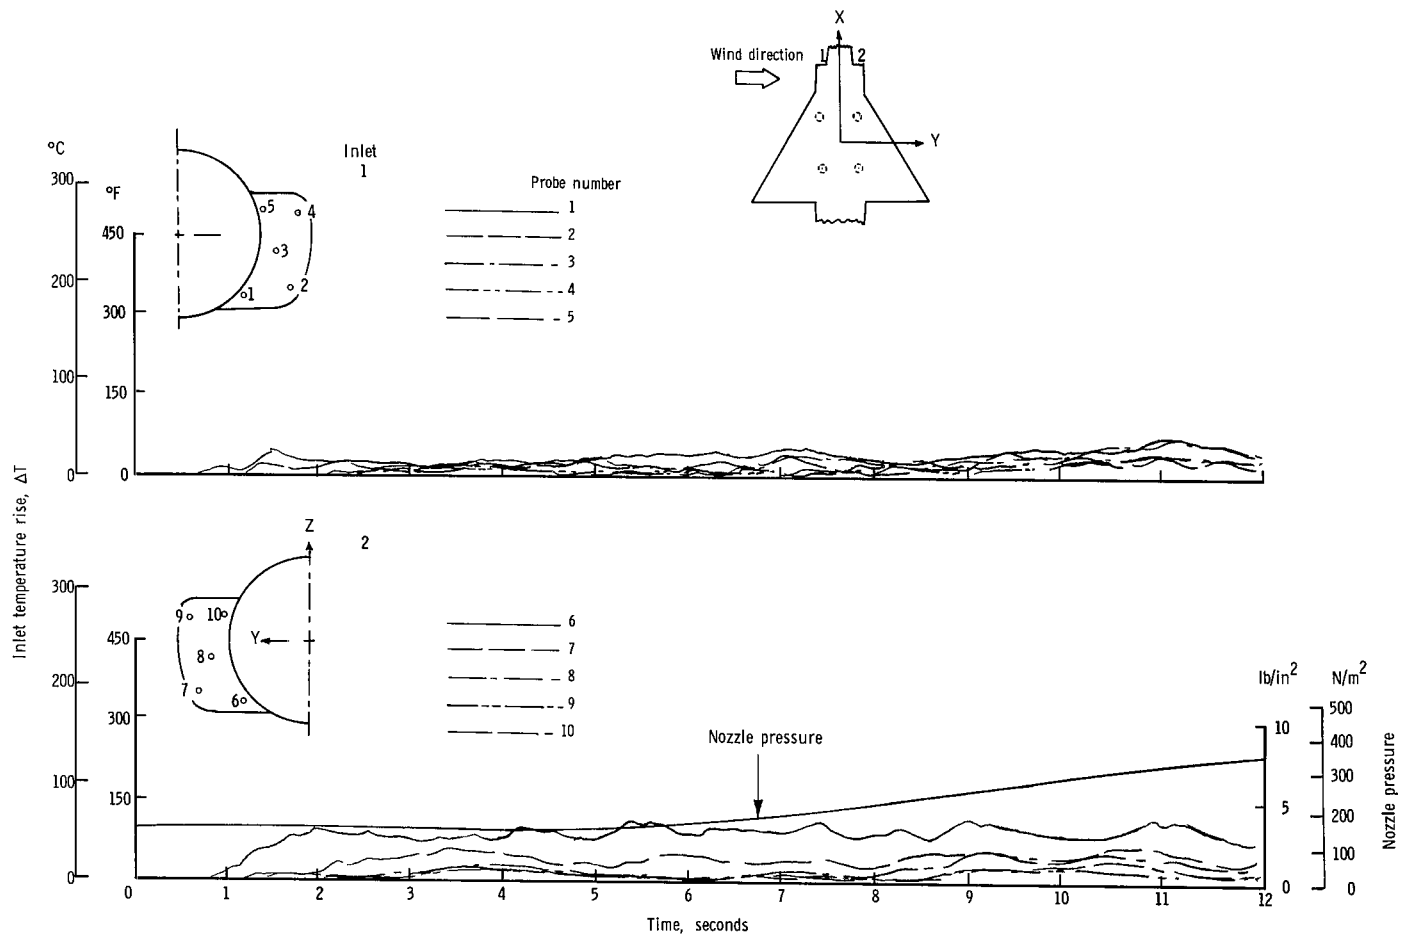 X
Wind direction
1 2
Y
°C
300
200
100
0
°F
450
300
150
0
Inlet
1
5
4
3
2
1
Probe number
1
2
3
4
5
Inlet temperature rise, ΔT
Z
2
300
200
100
0
450
300
150
9
10
8
7
6
Y
6
7
8
9
10
Nozzle pressure
lb/in²
10
5
0
N/m²
500
400
300
200
100
0
Nozzle pressure
0 1 2 3 4 5 6 7 8 9 10 11 12
Time, seconds